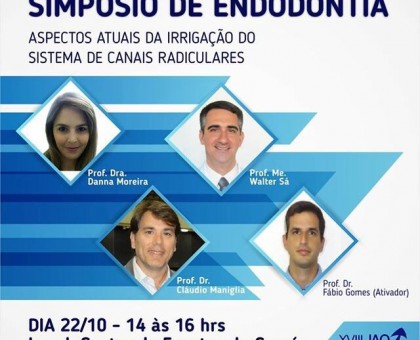 SIMPÓSIO DE ENDODONTIA
ASPECTOS ATUAIS DA IRRIGAÇÃO DO
SISTEMA DE CANAIS RADICULARES
Prof. Dra.
Danna Moreira
Prof. Me.
Walter Sá
Prof. Dr.
Cláudio Maniglia
Prof. Dr.
Fábio Gomes (Ativador)
DIA 22/10 - 14 às 16 hrs